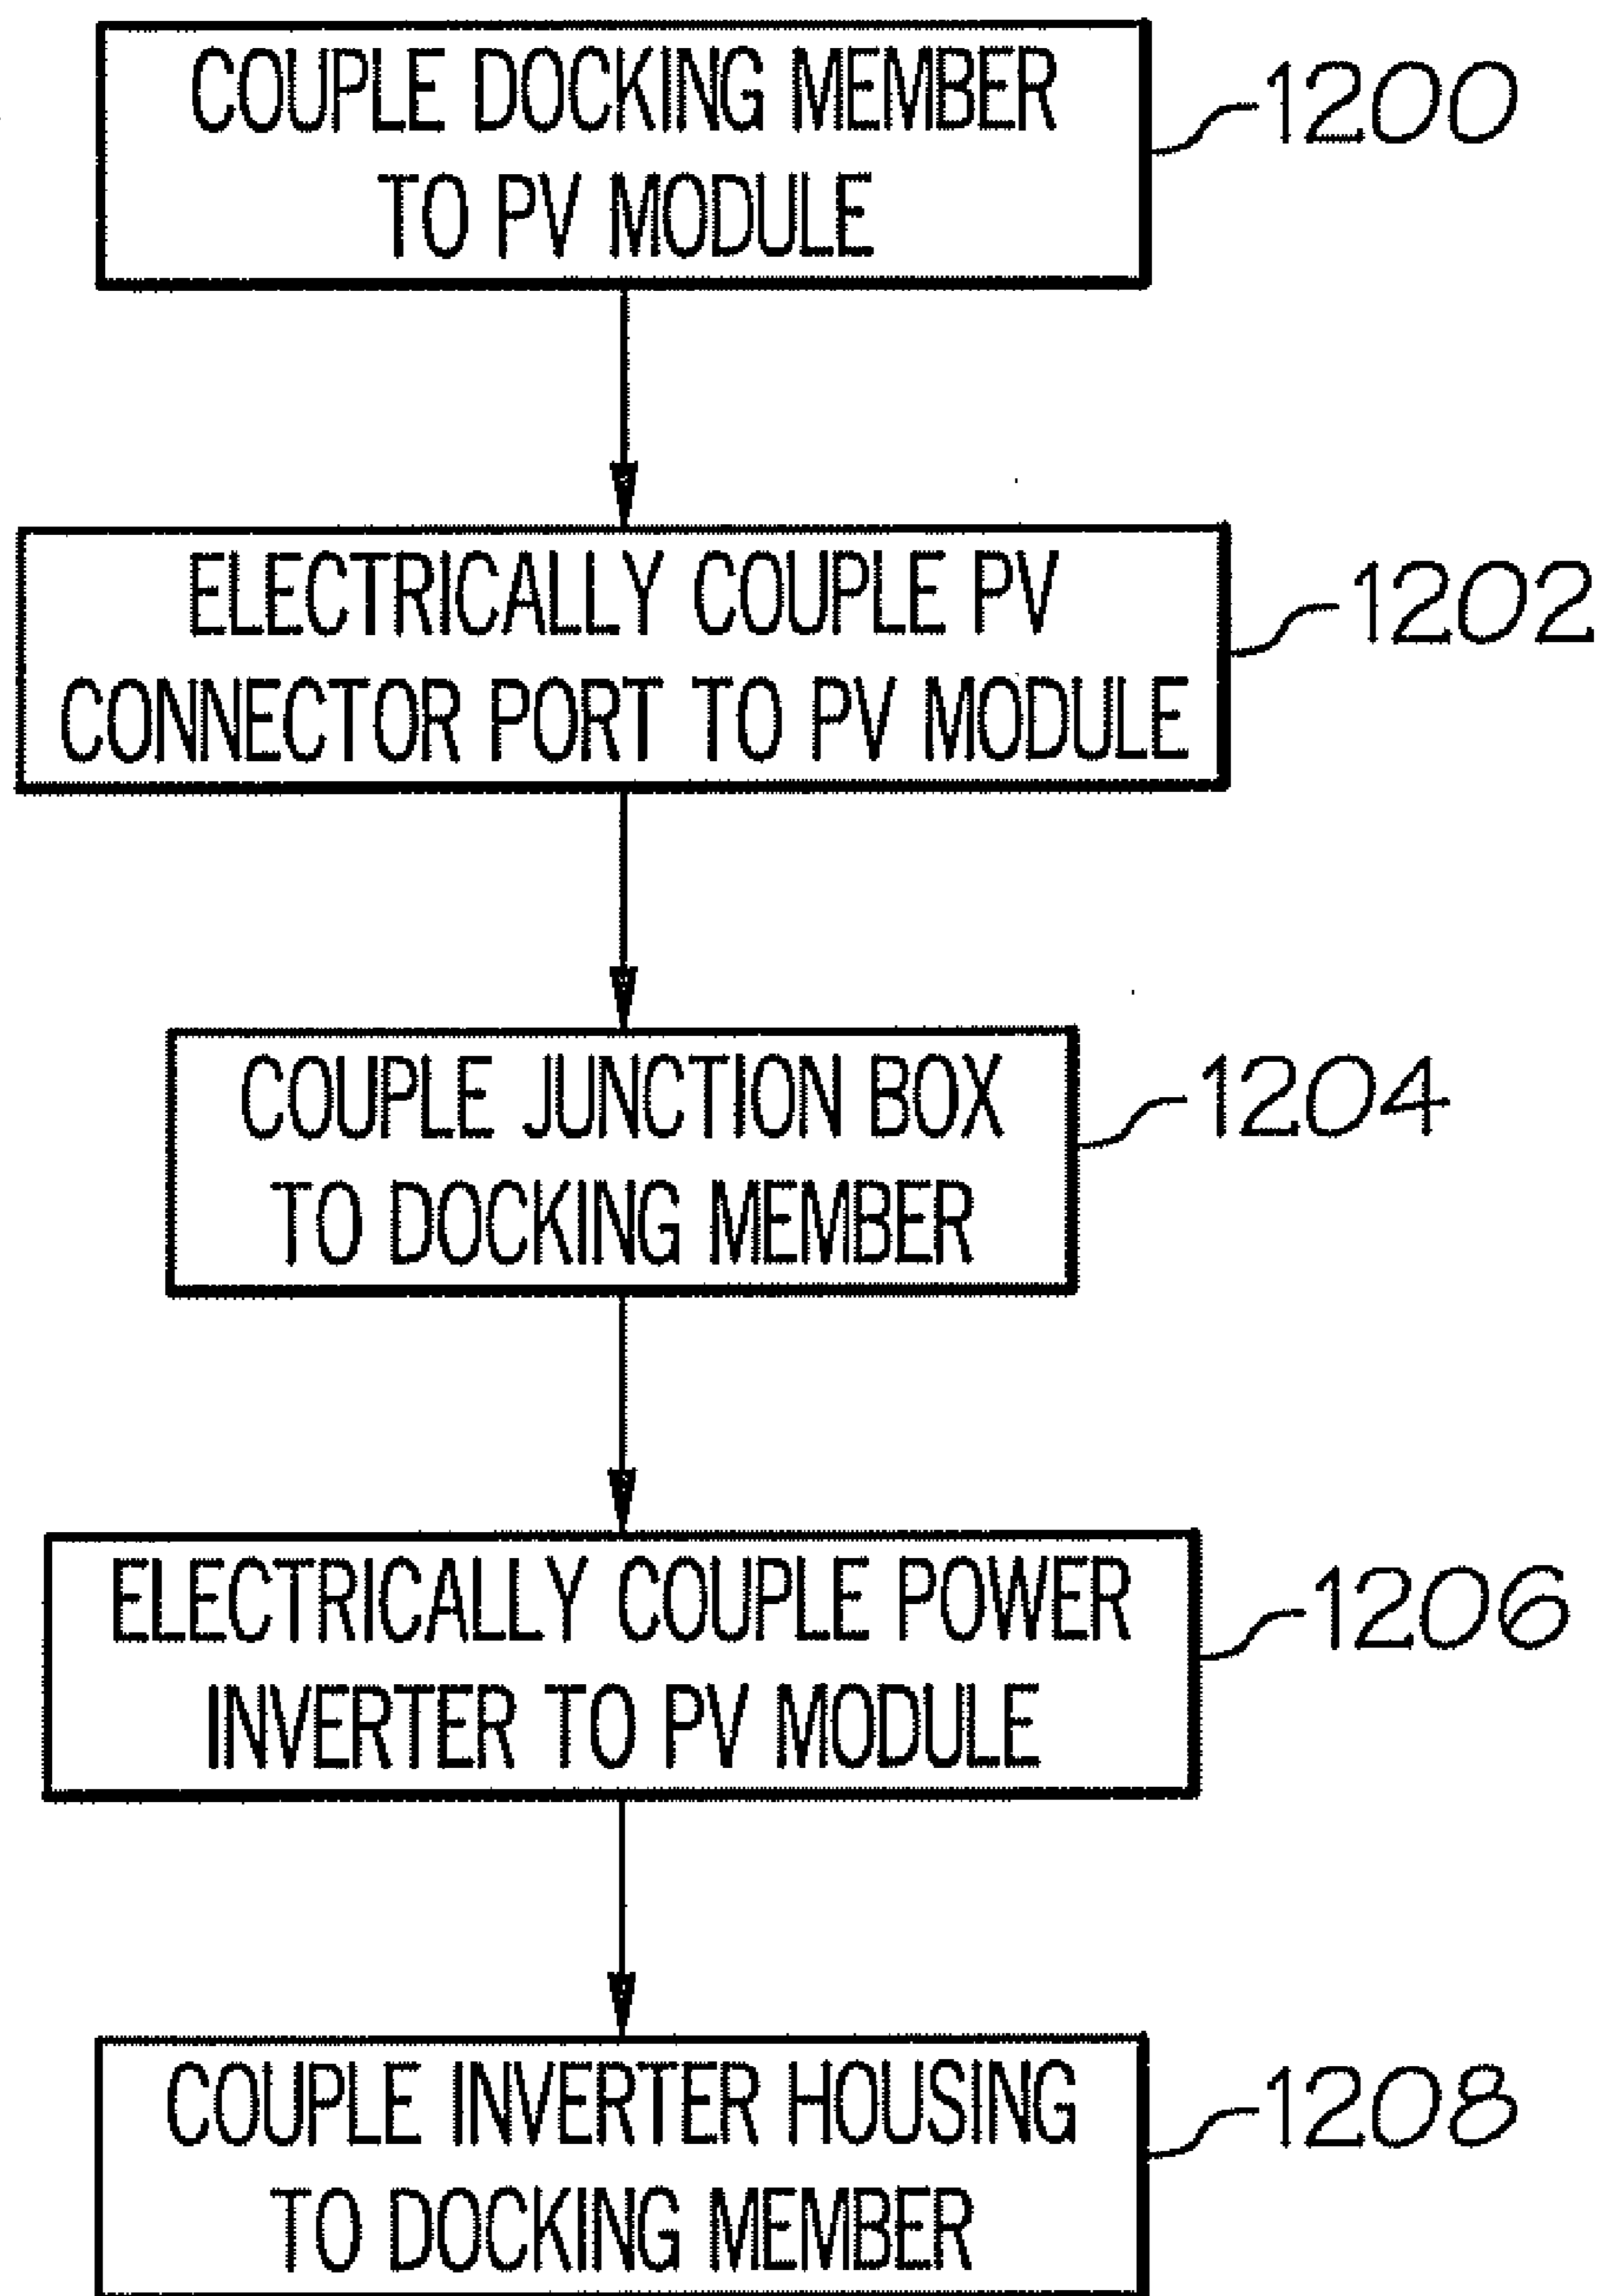 COUPLE DOCKING MEMBER
TO PV MODULE
1200
ELECTRICALLY COUPLE PV
CONNECTOR PORT TO PV MODULE
1202
COUPLE JUNCTION BOX
TO DOCKING MEMBER
1204
ELECTRICALLY COUPLE POWER
INVERTER TO PV MODULE
1206
COUPLE INVERTER HOUSING
TO DOCKING MEMBER
1208